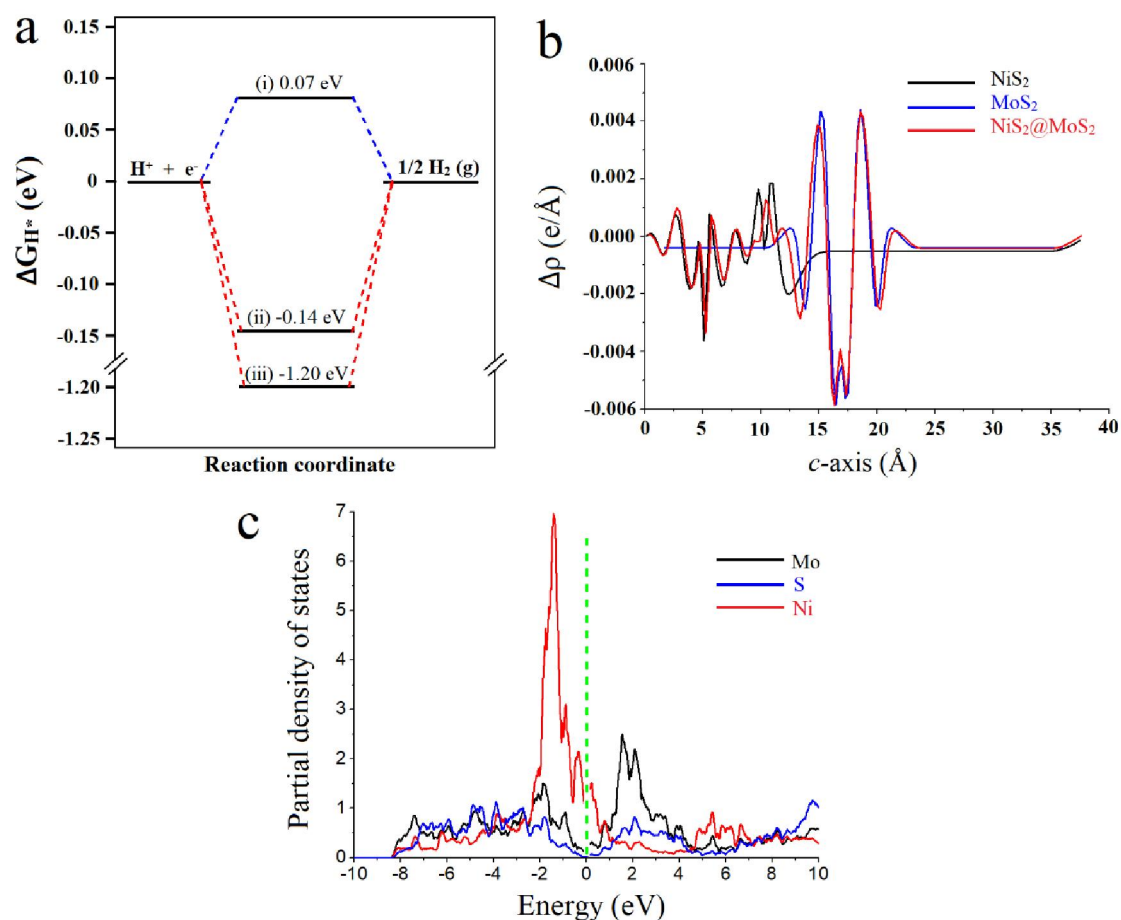 a
0.15
0.10
0.05
0
-0.05
-0.10
-0.15
-1.20
-1.25
ΔG_H* (eV)
(i) 0.07 eV
H⁺ + e⁻
1/2 H₂ (g)
(ii) -0.14 eV
(iii) -1.20 eV
Reaction coordinate
b
0.006
0.004
0.002
0.000
-0.002
-0.004
-0.006
Δρ (e/Å)
NiS₂
MoS₂
NiS₂@MoS₂
0 5 10 15 20 25 30 35 40
c-axis (Å)
c
7
6
5
4
3
2
1
0
Partial density of states
Mo
S
Ni
-10 -8 -6 -4 -2 0 2 4 6 8 10
Energy (eV)